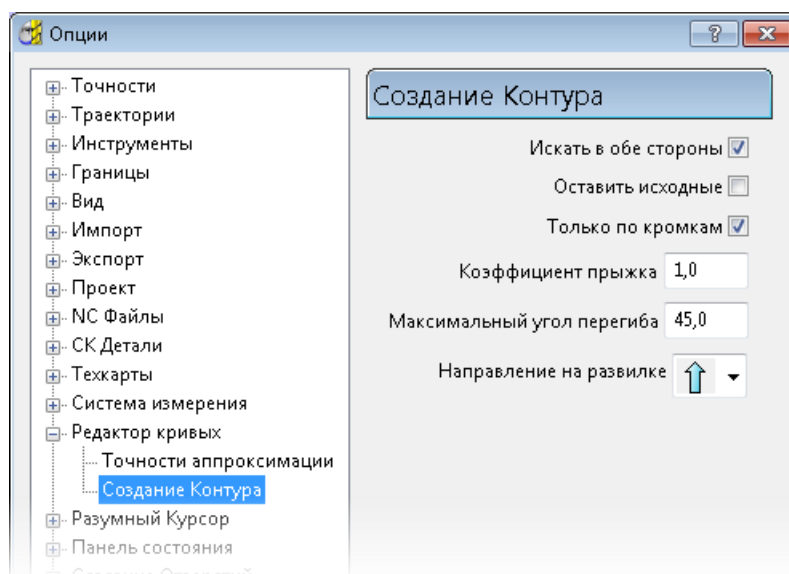 Опции
Точности
Траектории
Инструменты
Границы
Вид
Импорт
Экспорт
Проект
NC Файлы
СК Детали
Техкарты
Система измерения
Редактор кривых
Точности аппроксимации
Создание Контура
Разумный Курсор
Панель состояния
Создание Отверстий
Создание Контура
Искать в обе стороны
Оставить исходные
Только по кромкам
Коэффициент прыжка 1,0
Максимальный угол перегиба 45,0
Направление на развилке